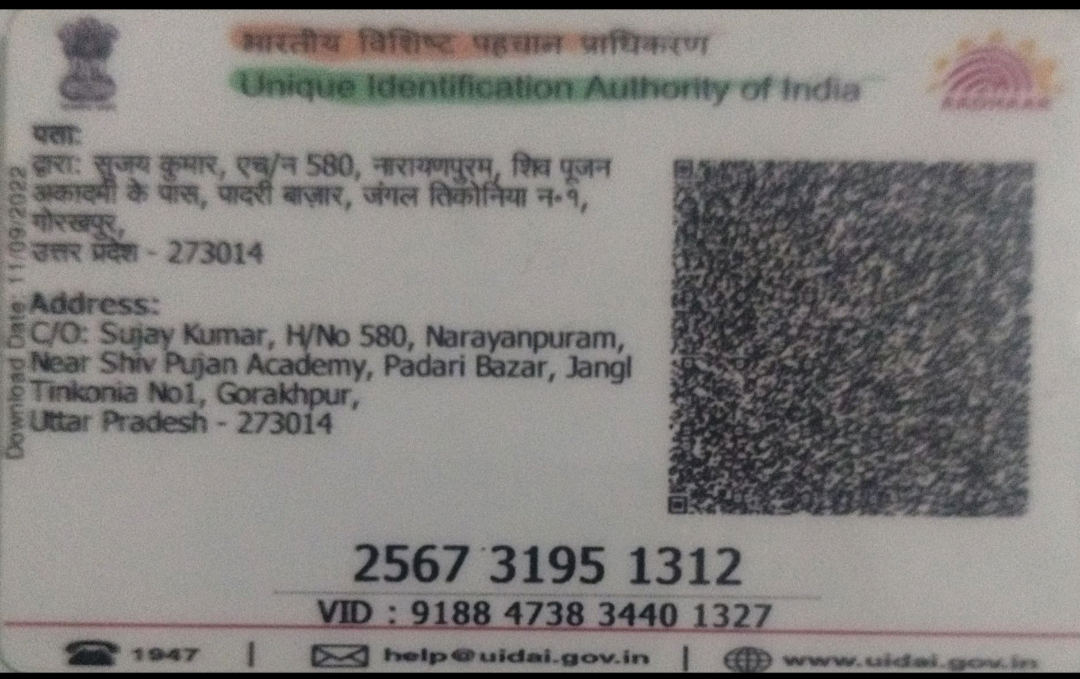 भारतीय विशिष्ट पहचान प्राधिकरण
Unique Identification Authority of India
AADHAAR
पता:
द्वारा: सुजय कुमार, एच/न 580, नारायणपुरम, शिव पूजन
अकादमी के पास, पादरी बाज़ार, जंगल तिकोनिया न०१,
गोरखपुर,
उत्तर प्रदेश - 273014
Address:
C/O: Sujay Kumar, H/No 580, Narayanpuram,
Near Shiv Pujan Academy, Padari Bazar, Jangl
Tinkonia No1, Gorakhpur,
Uttar Pradesh - 273014
Download Date: 11/09/2022
2567 3195 1312
VID : 9188 4738 3440 1327
1947 | help@uidai.gov.in | www.uidai.gov.in